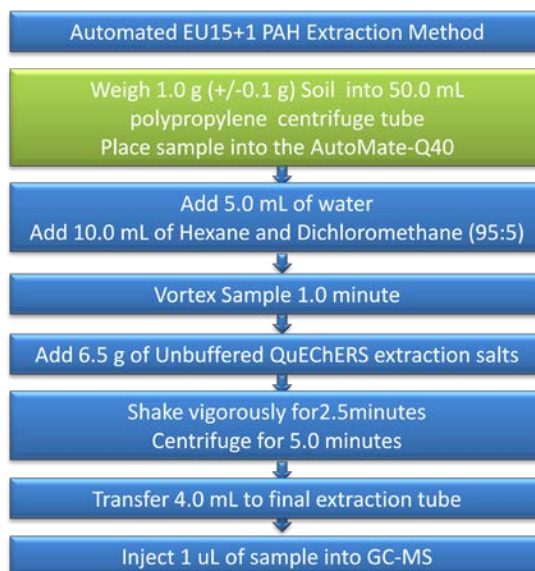 Automated EU15+1 PAH Extraction Method
Weigh 1.0 g (+/-0.1 g) Soil into 50.0 mL
polypropylene centrifuge tube
Place sample into the AutoMate-Q40
Add 5.0 mL of water
Add 10.0 mL of Hexane and Dichloromethane (95:5)
Vortex Sample 1.0 minute
Add 6.5 g of Unbuffered QuEChERS extraction salts
Shake vigorously for2.5minutes
Centrifuge for 5.0 minutes
Transfer 4.0 mL to final extraction tube
Inject 1 uL of sample into GC-MS